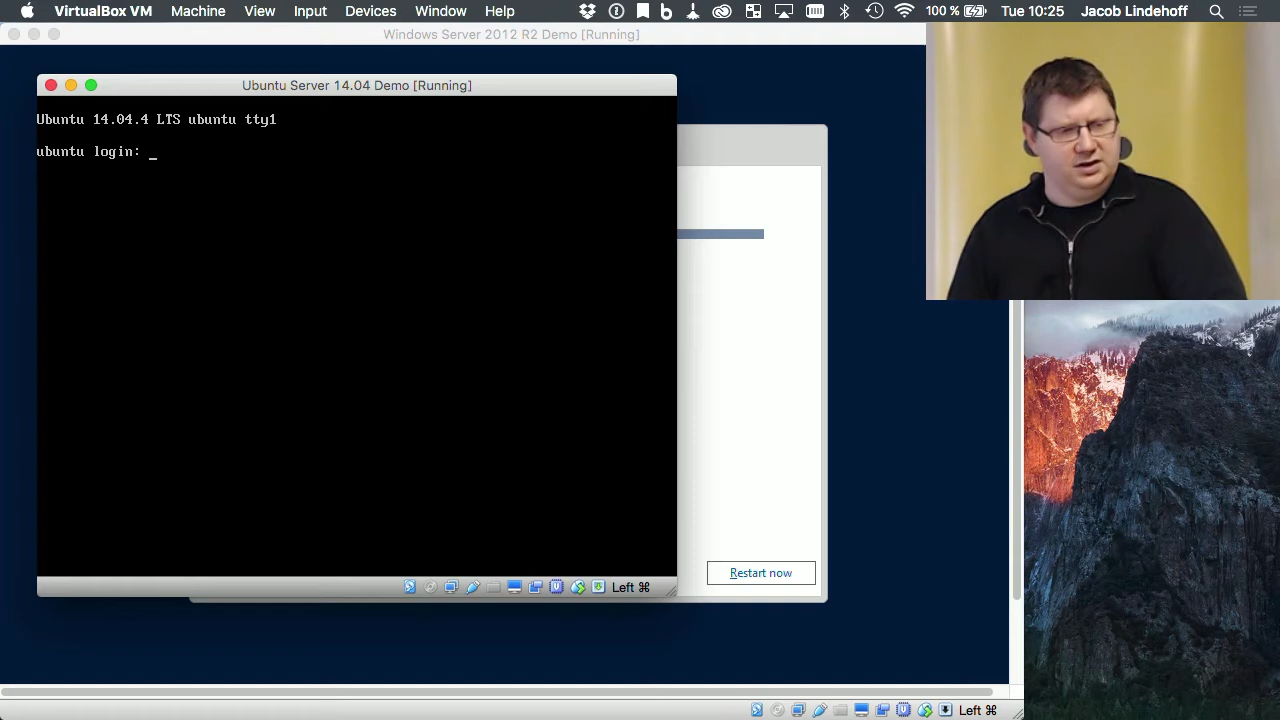 VirtualBox VM Machine View Input Devices Window Help 100 % Tue 10:25 Jacob Lindehoff
Windows Server 2012 R2 Demo [Running]
Ubuntu Server 14.04 Demo [Running]
Ubuntu 14.04.4 LTS ubuntu tty1
ubuntu login: _
Restart now
Left ⌘
Left ⌘